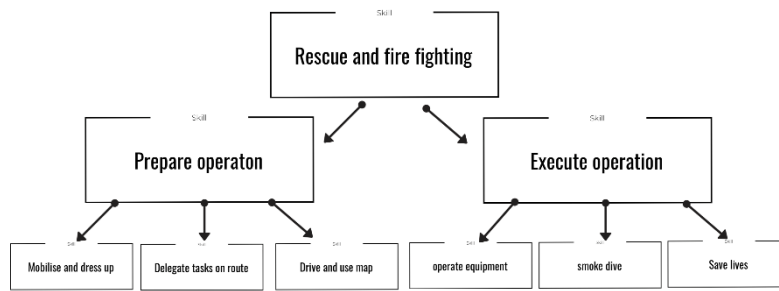 Skill
Rescue and fire fighting
Skill
Skill
Prepare operaton
Execute operation
Mobilise and dress up
Delegate tasks on route
Drive and use map
operate equipment
smoke dive
Save lives